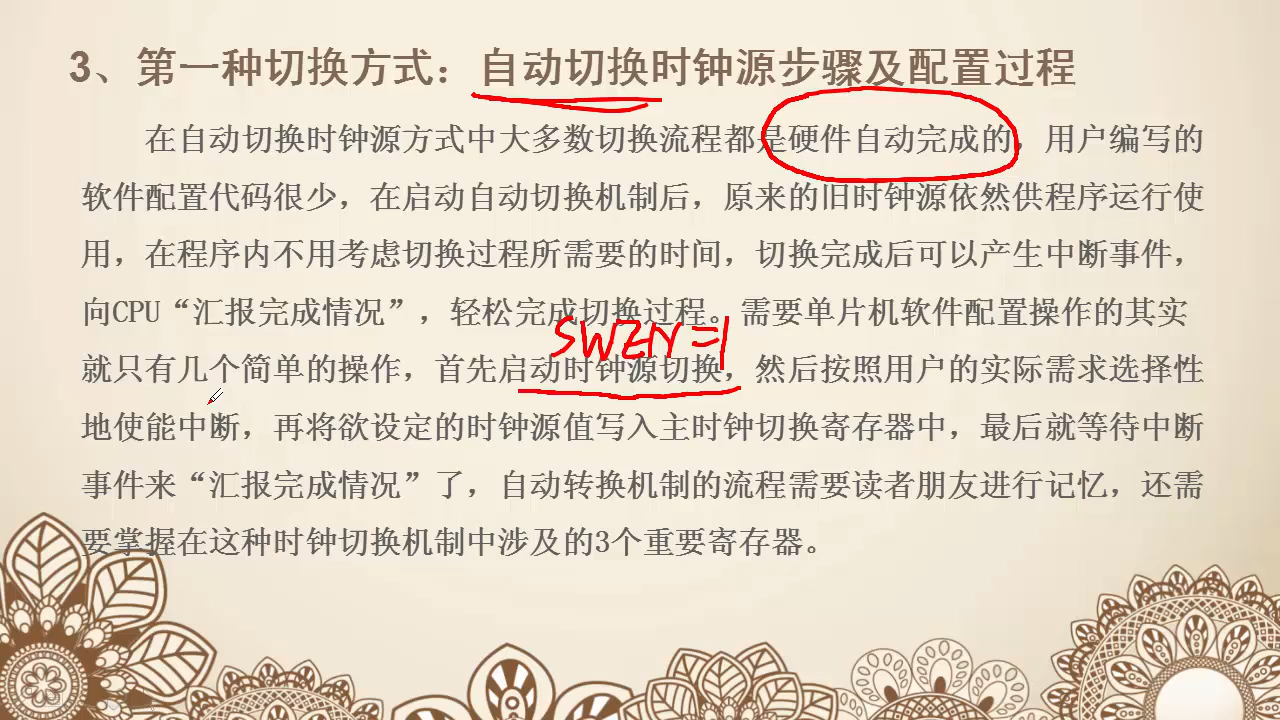 3、第一种切换方式：自动切换时钟源步骤及配置过程
在自动切换时钟源方式中大多数切换流程都是硬件自动完成的，用户编写的
软件配置代码很少，在启动自动切换机制后，原来的旧时钟源依然供程序运行使
用，在程序内不用考虑切换过程所需要的时间，切换完成后可以产生中断事件，
向CPU“汇报完成情况”，轻松完成切换过程。需要单片机软件配置操作的其实
SWEN=1
就只有几个简单的操作，首先启动时钟源切换，然后按照用户的实际需求选择性
地使能中断，再将欲设定的时钟源值写入主时钟切换寄存器中，最后就等待中断
事件来“汇报完成情况”了，自动转换机制的流程需要读者朋友进行记忆，还需
要掌握在这种时钟切换机制中涉及的3个重要寄存器。